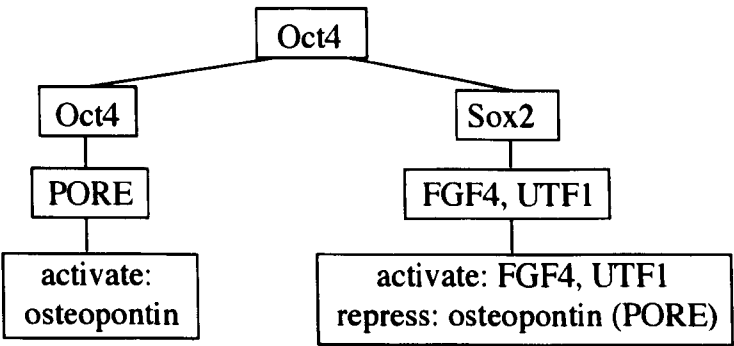 Oct4
Oct4
Sox2
PORE
FGF4, UTF1
activate:
osteopontin
activate: FGF4, UTF1
repress: osteopontin (PORE)